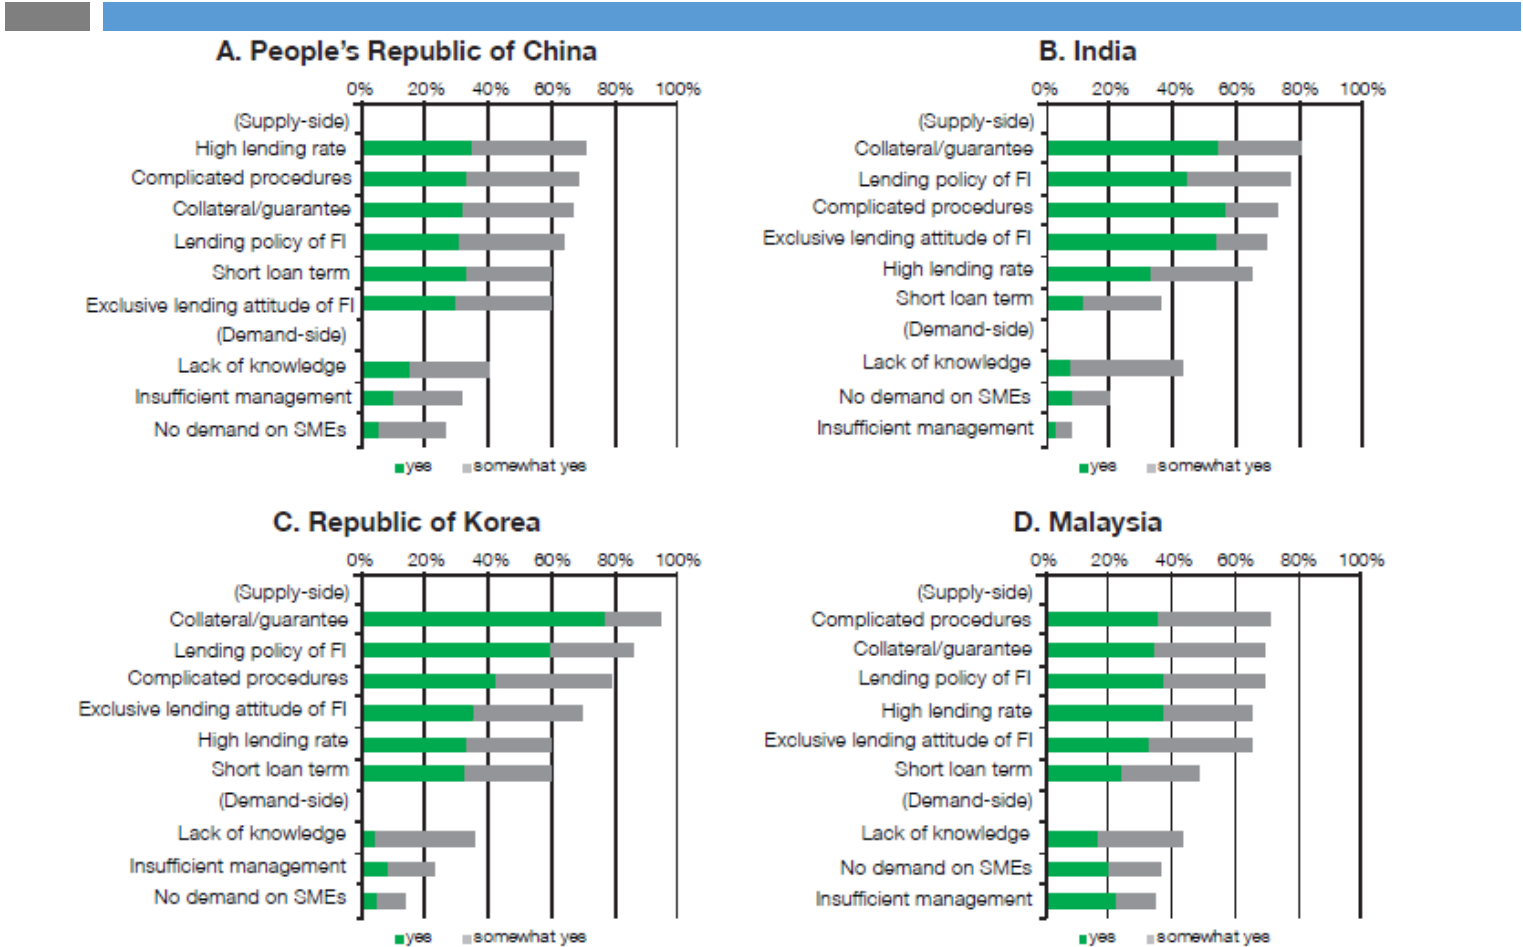 A. People's Republic of China
0% 20% 40% 60% 80% 100%
(Supply-side)
High lending rate
Complicated procedures
Collateral/guarantee
Lending policy of FI
Short loan term
Exclusive lending attitude of FI
(Demand-side)
Lack of knowledge
Insufficient management
No demand on SMEs
yes somewhat yes
B. India
0% 20% 40% 60% 80% 100%
(Supply-side)
Collateral/guarantee
Lending policy of FI
Complicated procedures
Exclusive lending attitude of FI
High lending rate
Short loan term
(Demand-side)
Lack of knowledge
No demand on SMEs
Insufficient management
yes somewhat yes
C. Republic of Korea
0% 20% 40% 60% 80% 100%
(Supply-side)
Collateral/guarantee
Lending policy of FI
Complicated procedures
Exclusive lending attitude of FI
High lending rate
Short loan term
(Demand-side)
Lack of knowledge
Insufficient management
No demand on SMEs
yes somewhat yes
D. Malaysia
0% 20% 40% 60% 80% 100%
(Supply-side)
Complicated procedures
Collateral/guarantee
Lending policy of FI
High lending rate
Exclusive lending attitude of FI
Short loan term
(Demand-side)
Lack of knowledge
No demand on SMEs
Insufficient management
yes somewhat yes